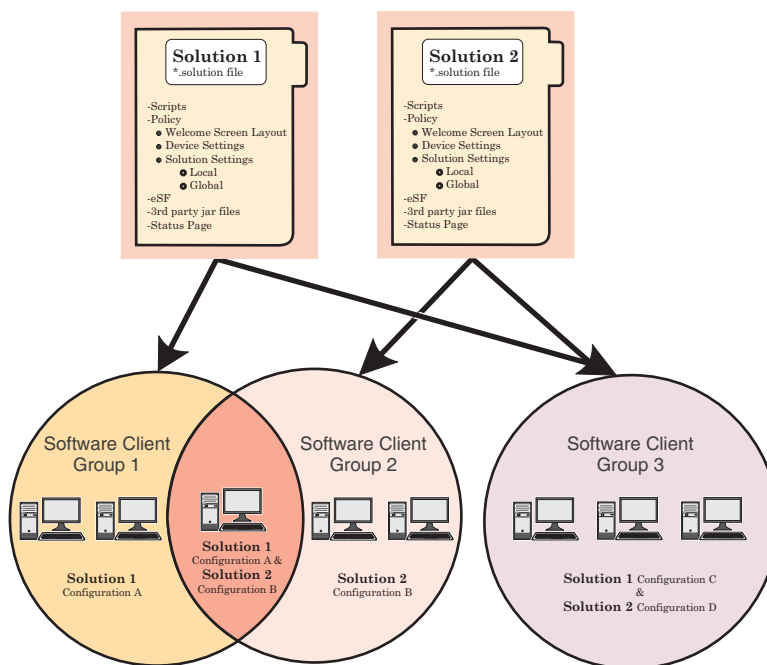 Solution 1
*.solution file
-Scripts
-Policy
● Welcome Screen Layout
● Device Settings
● Solution Settings
● Local
● Global
-eSF
-3rd party jar files
-Status Page
Solution 2
*.solution file
-Scripts
-Policy
● Welcome Screen Layout
● Device Settings
● Solution Settings
● Local
● Global
-eSF
-3rd party jar files
-Status Page
Software Client
Group 1
Solution 1
Configuration A
Solution 1
Configuration A &
Solution 2
Configuration B
Software Client
Group 2
Solution 2
Configuration B
Software Client
Group 3
Solution 1 Configuration C
&
Solution 2 Configuration D